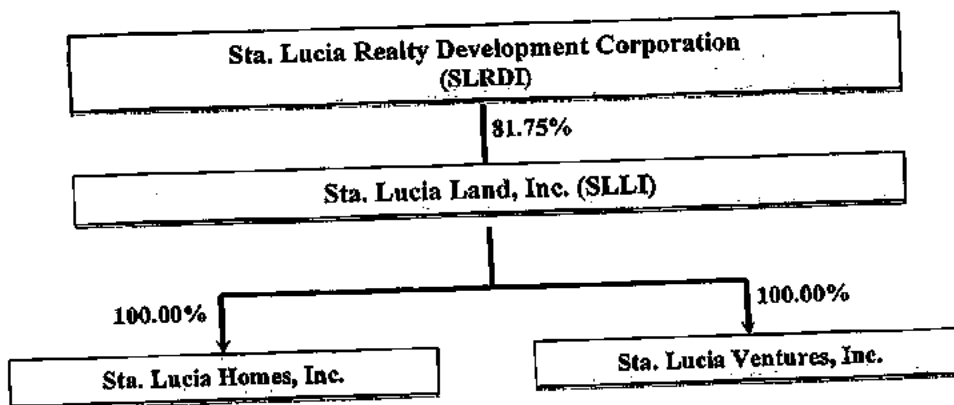 Sta. Lucia Realty Development Corporation
(SLRDI)
81.75%
Sta. Lucia Land, Inc. (SLLI)
100.00%
100.00%
Sta. Lucia Homes, Inc.
Sta. Lucia Ventures, Inc.